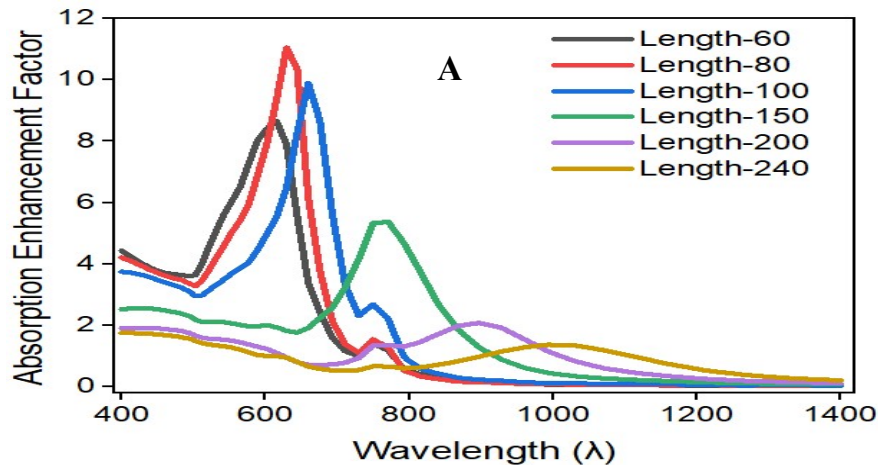 12
10
8
6
4
2
0
Absorption Enhancement Factor
A
Length-60
Length-80
Length-100
Length-150
Length-200
Length-240
400 600 800 1000 1200 1400
Wavelength (λ)